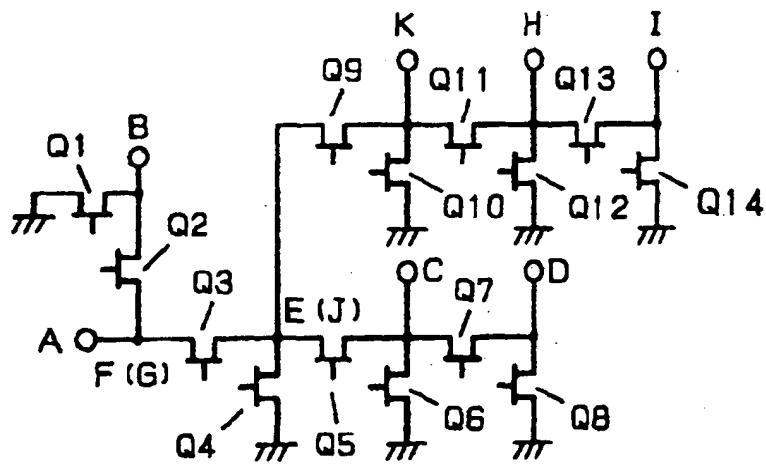 K H I
Q9 Q11 Q13
B
Q1
Q10 Q12 Q14
Q2
C D
Q3 Q7
E(J)
A
F(G)
Q4 Q5 Q6 Q8